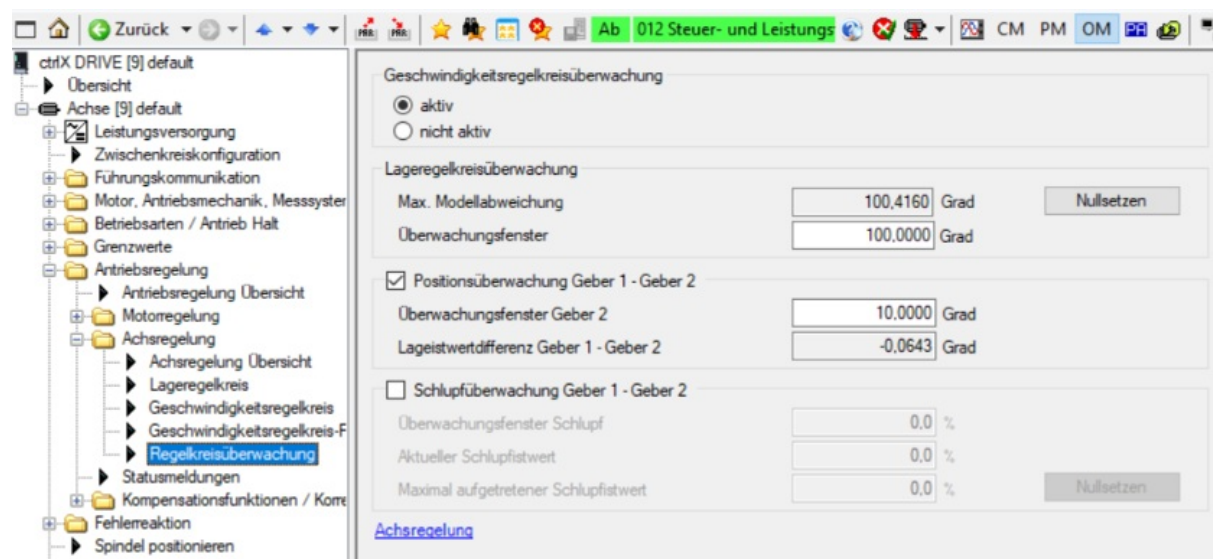 Zurück Ab 012 Steuer- und Leistungs CM PM OM
ctrlX DRIVE [9] default
Übersicht
Achse [9] default
Leistungsversorgung
Zwischenkreiskonfiguration
Führungskommunikation
Motor, Antriebsmechanik, Messsyster
Betriebsarten / Antrieb Halt
Grenzwerte
Antriebsregelung
Antriebsregelung Übersicht
Motorregelung
Achsregelung
Achsregelung Übersicht
Lageregelkreis
Geschwindigkeitsregelkreis
Geschwindigkeitsregelkreis-F
Regelkreisüberwachung
Statusmeldungen
Kompensationsfunktionen / Korre
Fehlerreaktion
Spindel positionieren
Geschwindigkeitsregelkreisüberwachung
aktiv
nicht aktiv
Lageregelkreisüberwachung
Max. Modellabweichung 100,4160 Grad Nullsetzen
Überwachungsfenster 100,0000 Grad
Positionsüberwachung Geber 1 - Geber 2
Überwachungsfenster Geber 2 10,0000 Grad
Lageistwertdifferenz Geber 1 - Geber 2 -0,0643 Grad
Schlupfüberwachung Geber 1 - Geber 2
Überwachungsfenster Schlupf 0,0 %
Aktueller Schlupfistwert 0,0 %
Maximal aufgetretener Schlupfistwert 0,0 % Nullsetzen
Achsregelung